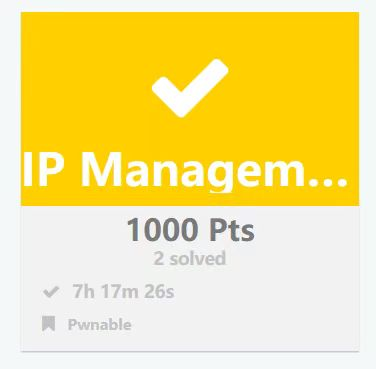 IP Managem...
1000 Pts
2 solved
7h 17m 26s
Pwnable